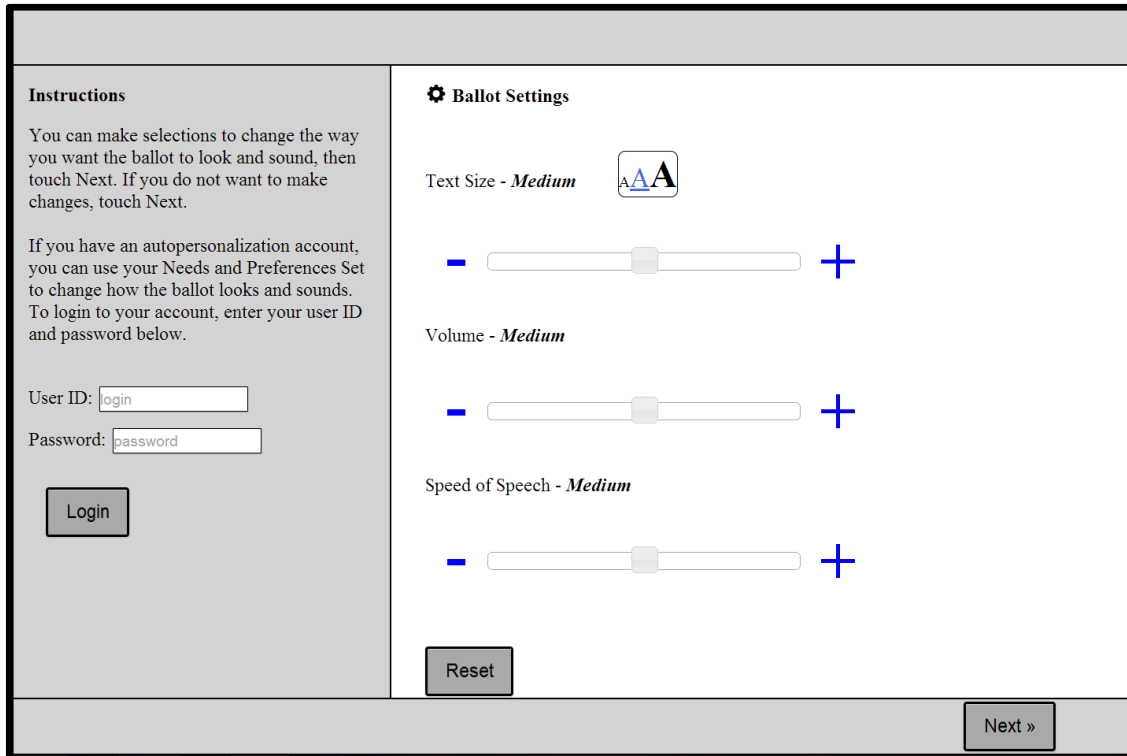 Instructions
You can make selections to change the way
you want the ballot to look and sound, then
touch Next. If you do not want to make
changes, touch Next.
If you have an autopersonalization account,
you can use your Needs and Preferences Set
to change how the ballot looks and sounds.
To login to your account, enter your user ID
and password below.
User ID: login
Password: password
Login
Ballot Settings
Text Size - Medium AAA
- +
Volume - Medium
- +
Speed of Speech - Medium
- +
Reset
Next »